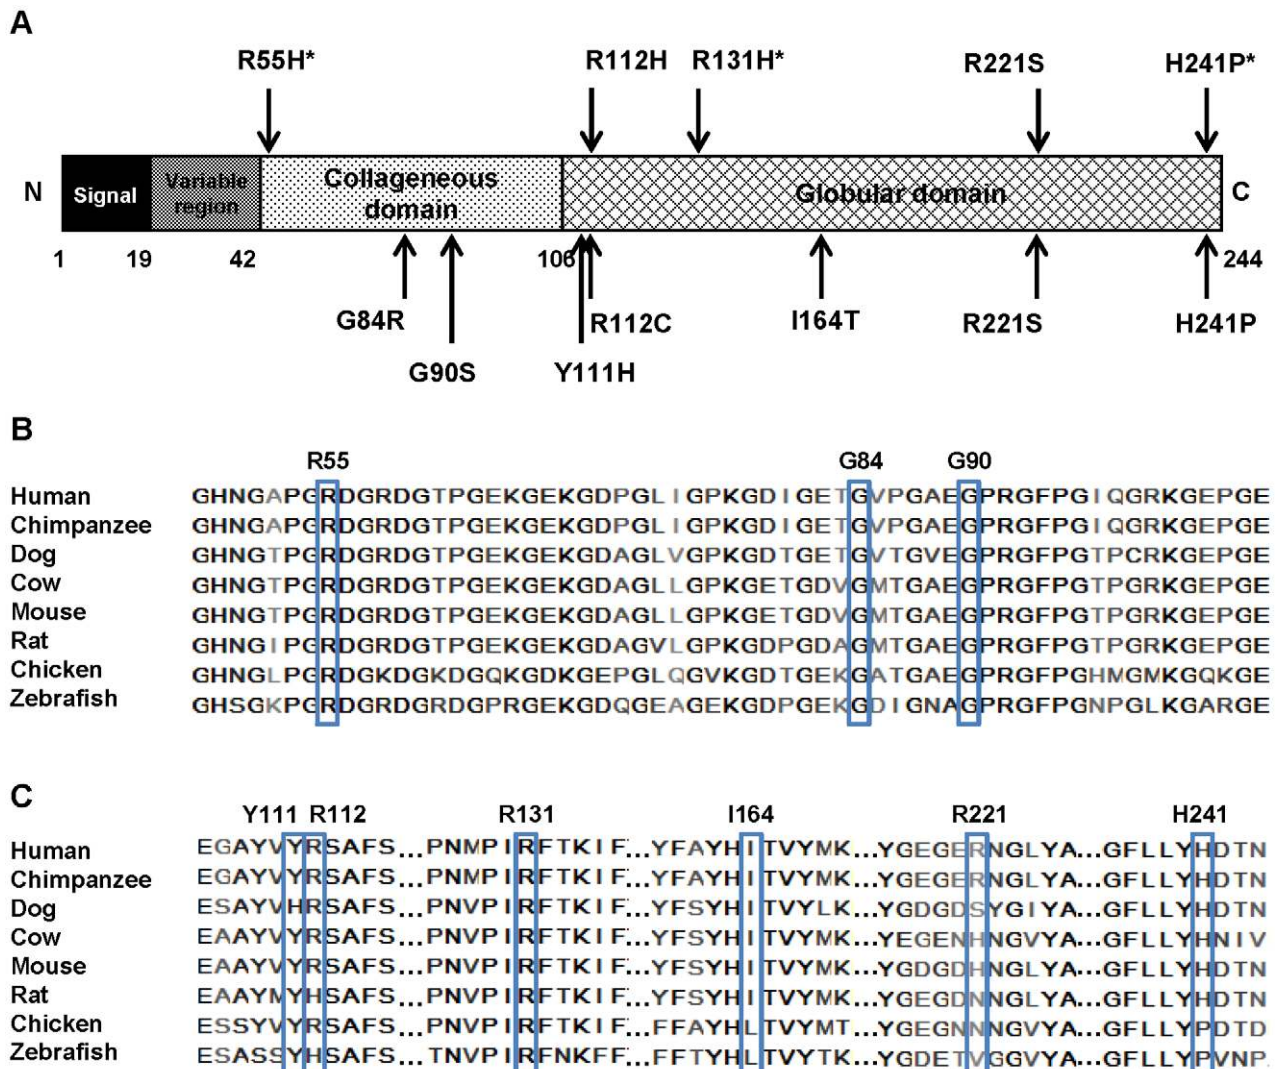 A
R55H* R112H R131H* R221S H241P*
N Signal Variable region Collageneous domain Globular domain C
1 19 42 106 244
G84R R112C I164T R221S H241P
G90S Y111H
B
R55 G84 G90
Human GHNGAPGRDGRDGTPGEKGEKGDPGLIGPKGDIGETGVPGAEGPRGFPGIQGRKGEPGE
Chimpanzee GHNGAPGRDGRDGTPGEKGEKGDPGLIGPKGDIGETGVPGAEGPRGFPGIQGRKGEPGE
Dog GHNGTPGRDGRDGTPGEKGEKGDAGLVGPKGDTGETGVTGVEGPRGFPGTPCRKGEPGE
Cow GHNGTPGRDGRDGTPGEKGEKGDAGLLGPKGETGDVGMTGAEGPRGFPGTPGRKGEPGE
Mouse GHNGTPGRDGRDGTPGEKGEKGDAGLLGPKGETGDVGMTGAEGPRGFPGTPGRKGEPGE
Rat GHNGIPGRDGRDGTPGEKGEKGDAGVLGPKGDPGDAGMTGAEGPRGFPGTPGRKGEPGE
Chicken GHNGLPGRDGKDGKDGQKGDKGEPGLQGVKGDTGEKGATGAEGPRGFPGHMGMKGQKGE
Zebrafish GHSGKPGRDGRDGRDGPRGEKGDQGEAGEKGDPGEKGDIGNAGPRGFPGNPGLKGARGE
C
Y111 R112 R131 I164 R221 H241
Human EGAYVYRSAFS...PNMPIRFTKIF...YFAYHITVYMK...YGEGERNGLYA...GFLLYHDTN
Chimpanzee EGAYVYRSAFS...PNMPIRFTKIF...YFAYHITVYMK...YGEGERNGLYA...GFLLYHDTN
Dog ESAYVHRSAFS...PNVPIRFTKIF...YFSYHITVYLK...YGDGDSYGIYA...GFLLYHDTN
Cow EAAYVYRSAFS...PNVPIRFTKIF...YFSYHITVYMK...YEGENHNGVYA...GFLLYHNIV
Mouse EAAYVYRSAFS...PNVPIRFTKIF...YFSYHITVYMK...YGDGDHNGLYA...GFLLYHDTN
Rat EAAYMYHSAFS...PNVPIRFTKIF...YFSYHITVYMK...YGEGDNNGLYA...GFLLYHDTN
Chicken ESSYVYRSAFS...PNVPIRFTKIF...FFAYHLTVYMT...YGEGNNNGVYA...GFLLYPDTD
Zebrafish ESASSYHSAFS...TNVPIRFNKFF...FFTYHLTVYTK...YGDETVGGVYA...GFLLYPVNP